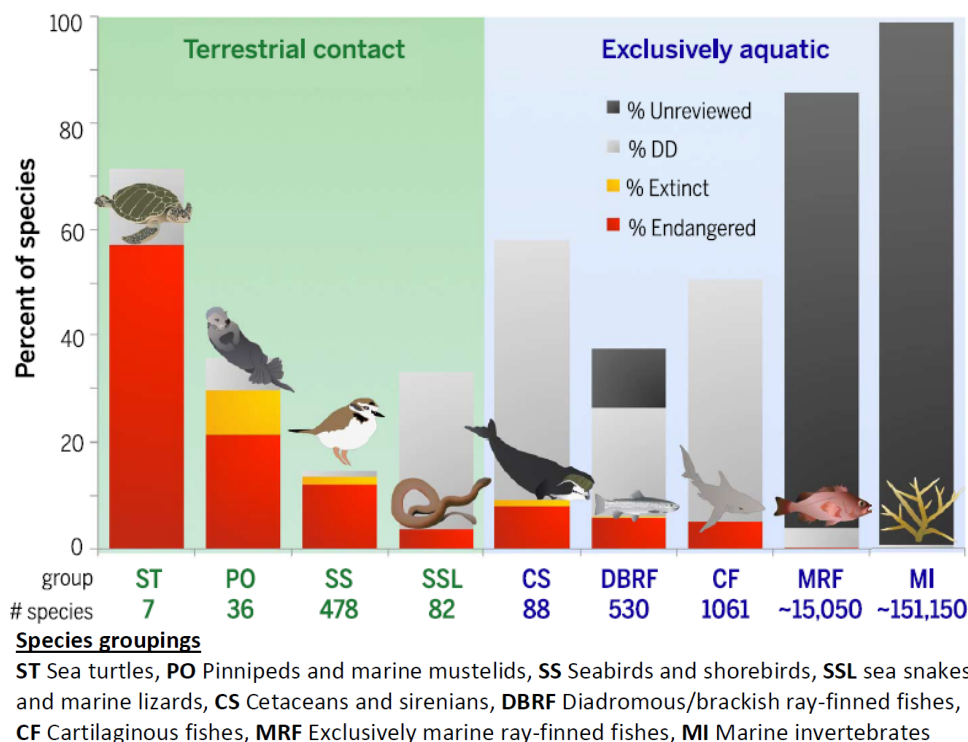 100
80
60
40
20
0
Percent of species
Terrestrial contact
Exclusively aquatic
% Unreviewed
% DD
% Extinct
% Endangered
group ST PO SS SSL CS DBRF CF MRF MI
# species 7 36 478 82 88 530 1061 ~15,050 ~151,150
Species groupings
ST Sea turtles, PO Pinnipeds and marine mustelids, SS Seabirds and shorebirds, SSL sea snakes
and marine lizards, CS Cetaceans and sirenians, DBRF Diadromous/brackish ray-finned fishes,
CF Cartilaginous fishes, MRF Exclusively marine ray-finned fishes, MI Marine invertebrates